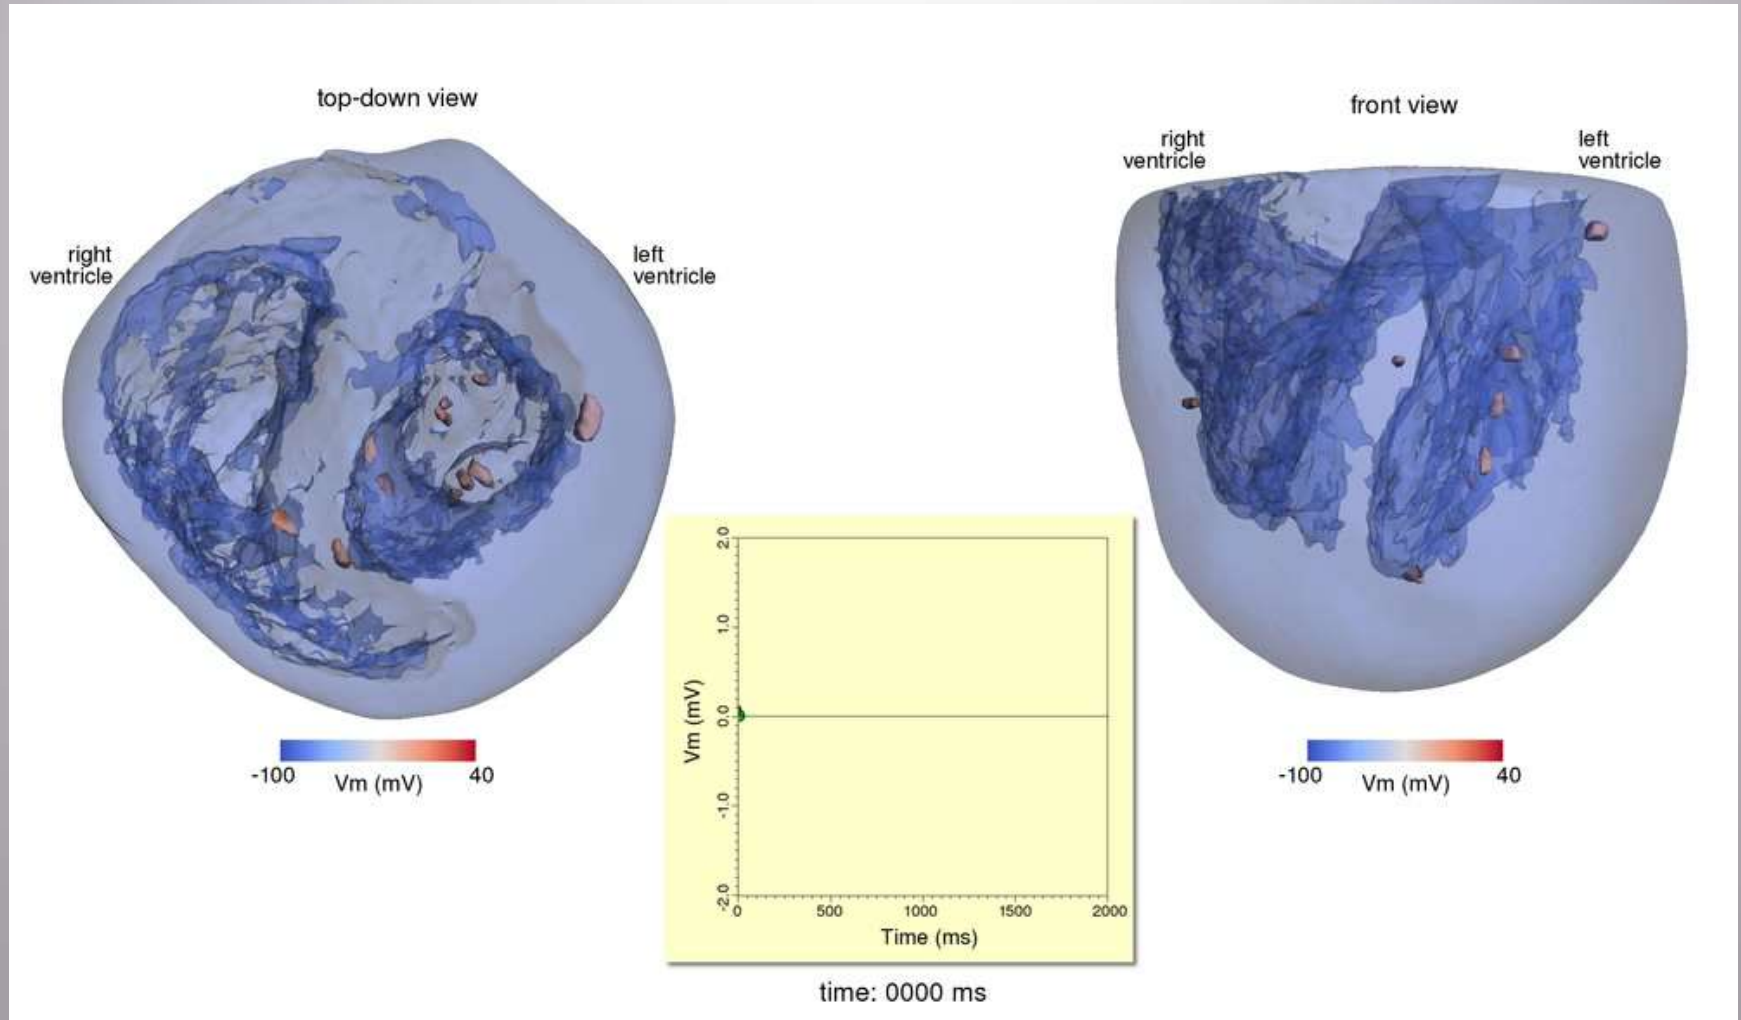 top-down view
right
ventricle
left
ventricle
-100
40
Vm (mV)
front view
right
ventricle
left
ventricle
-100
40
Vm (mV)
2.0
1.0
0.0
-1.0
-2.0
Vm (mV)
0 500 1000 1500 2000
Time (ms)
time: 0000 ms